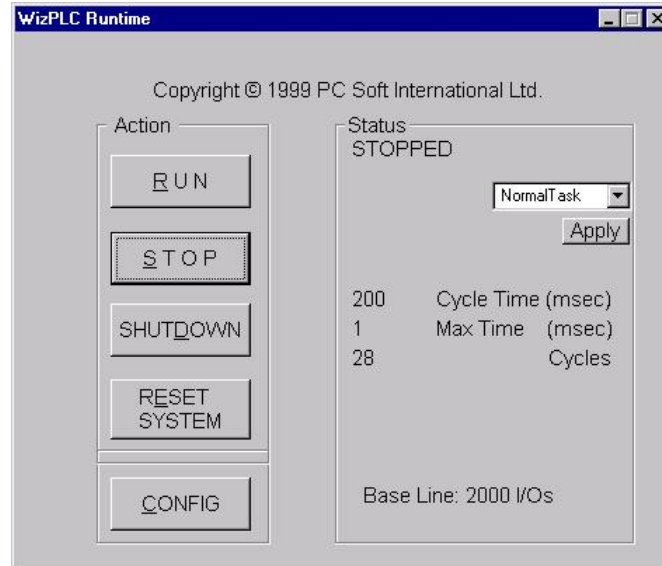 WizPLC Runtime
Copyright © 1999 PC Soft International Ltd.
Action
RUN
STOP
SHUTDOWN
RESET
SYSTEM
CONFIG
Status
STOPPED
NormalTask
Apply
200 Cycle Time (msec)
1 Max Time (msec)
28 Cycles
Base Line: 2000 I/Os